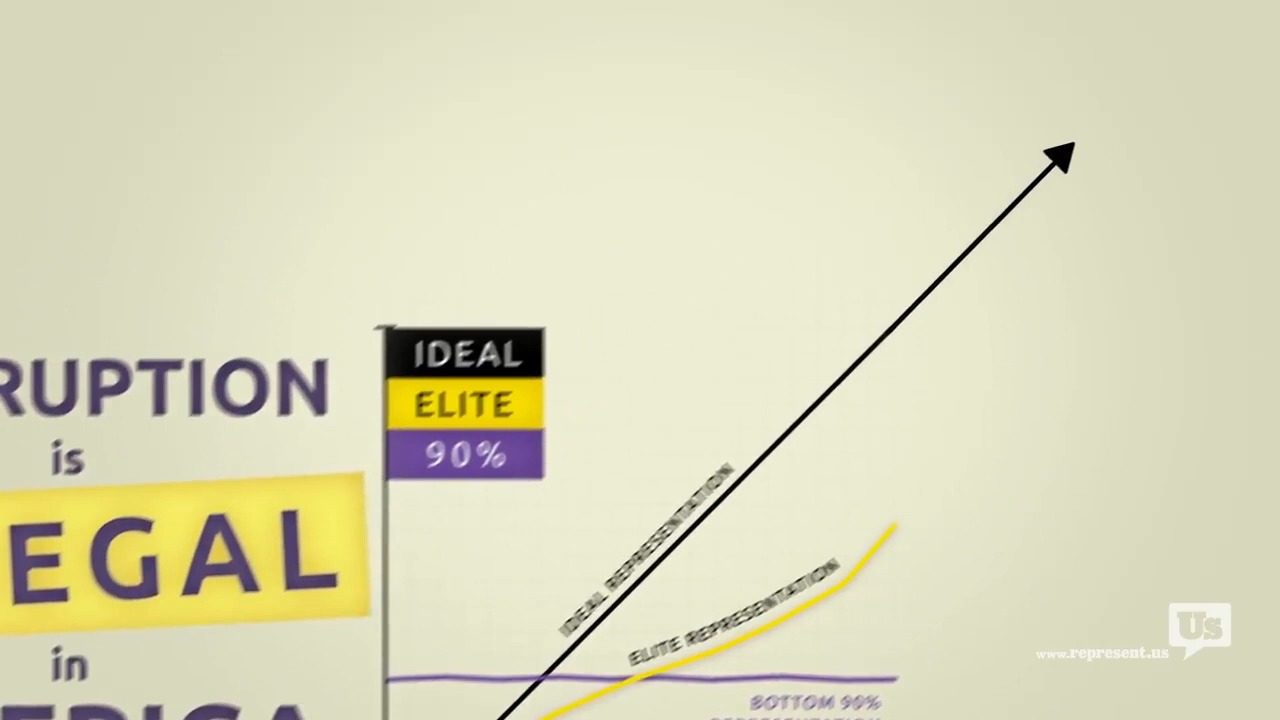 RUPTION
is
EGAL
in
IDEAL
ELITE
90%
IDEAL REPRESENTATION
ELITE REPRESENTATION
BOTTOM 90%
Us
www.represent.us